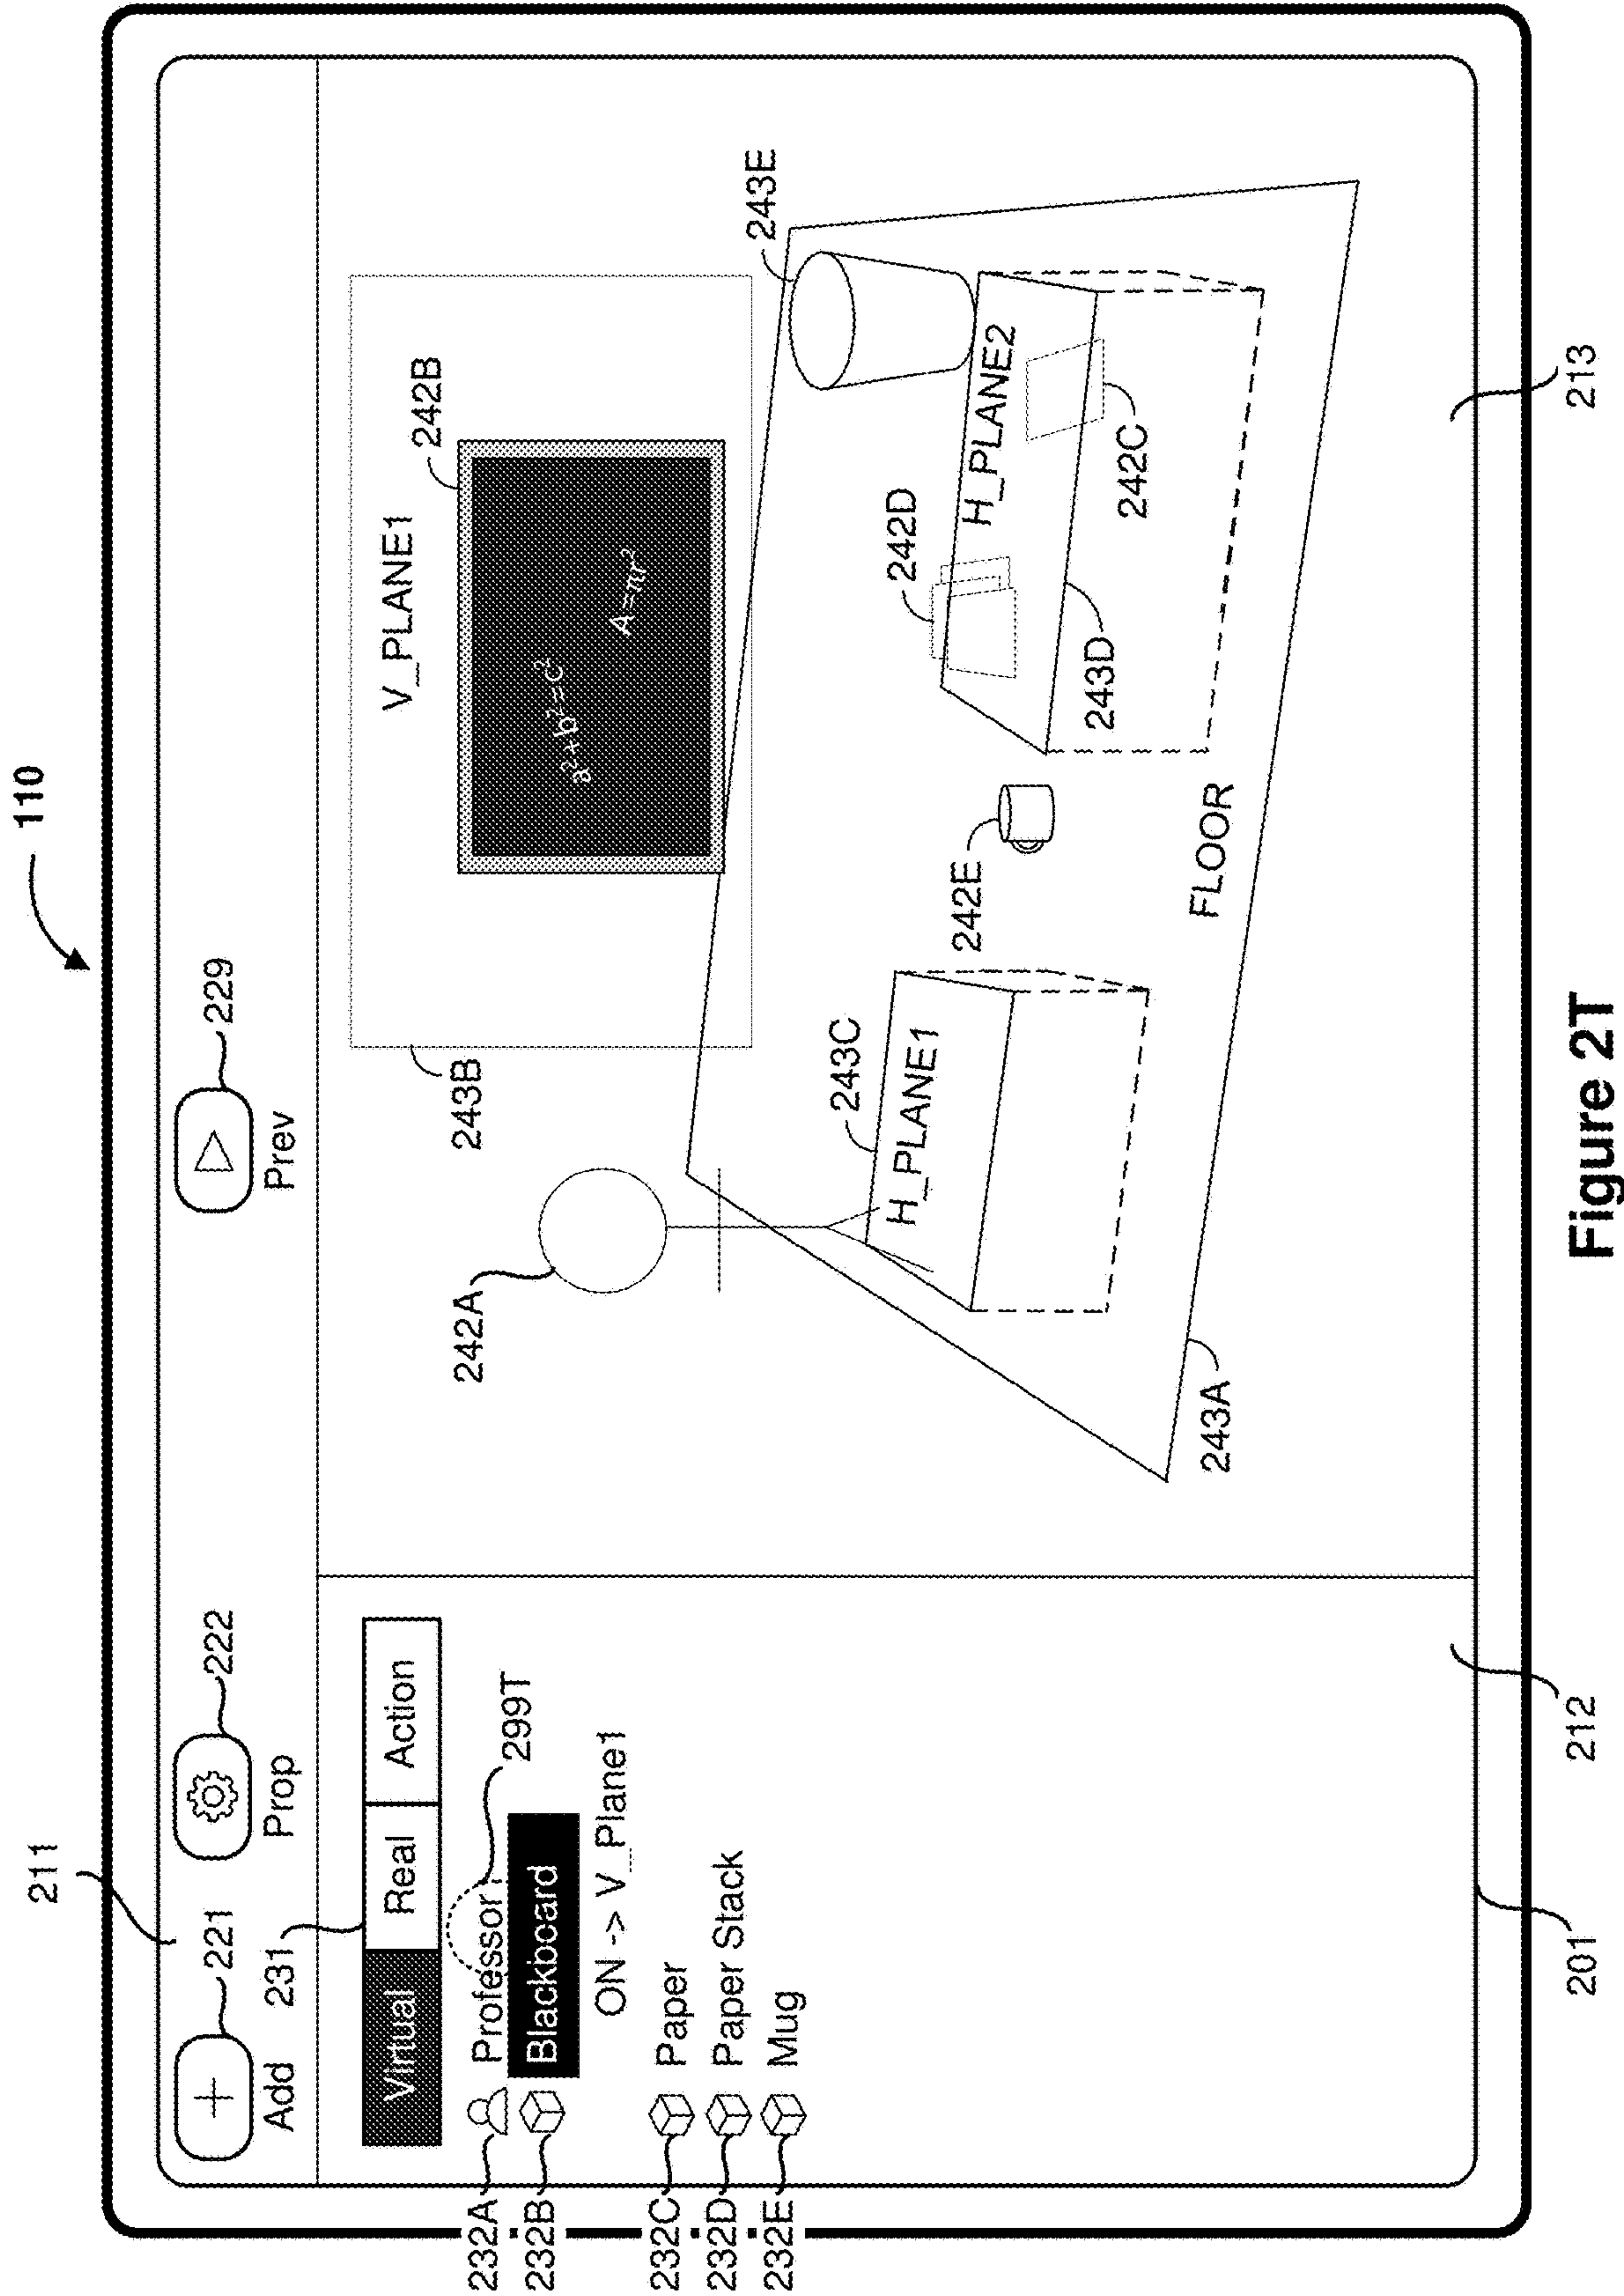 110
211
221
Add
222
Prop
229
Prev
231
Virtual
Real
Action
232A
Professor
299T
232B
Blackboard
ON -> V_Plane1
232C
Paper
232D
Paper Stack
232E
Mug
V_PLANE1
242B
a²+b²=c²
A=πr²
243B
242A
243E
243C
H_PLANE1
242D
H_PLANE2
242E
242C
243D
FLOOR
243A
201
212
213
Figure 2T